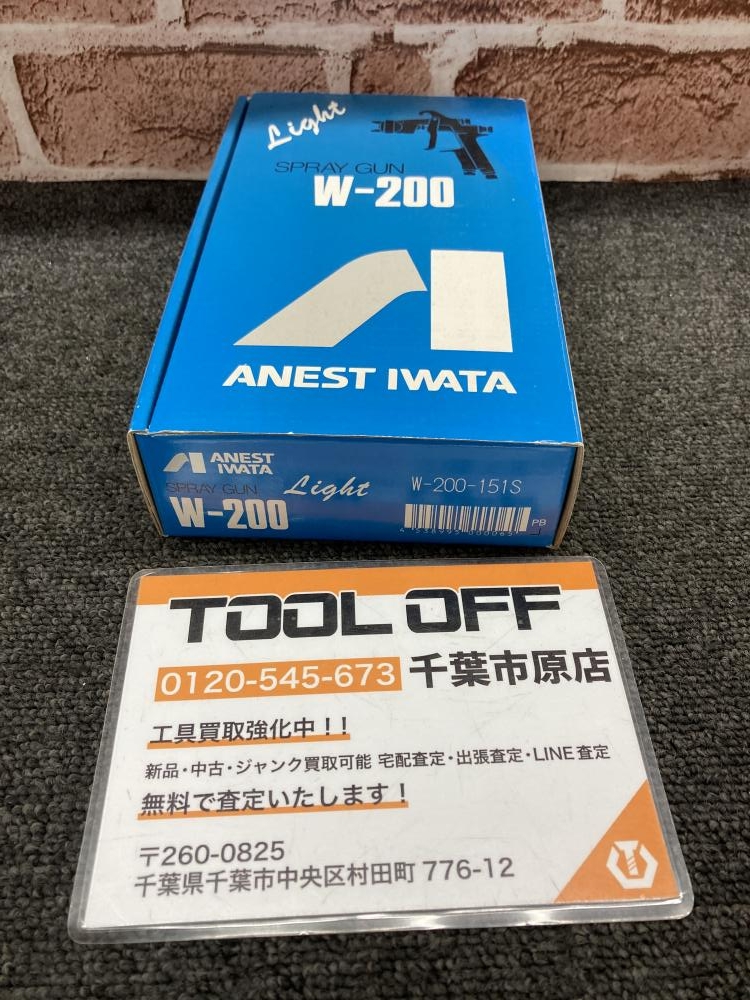 Light
SPRAY GUN
W-200
ANEST IWATA
ANEST
IWATA
SPRAY GUN Light W-200-151S
W-200
PB
TOOL OFF
0120-545-673 千葉市原店
工具買取強化中!!
新品・中古・ジャンク買取可能 宅配査定・出張査定・LINE査定
無料で査定いたします!
〒260-0825
千葉県千葉市中央区村田町 776-12